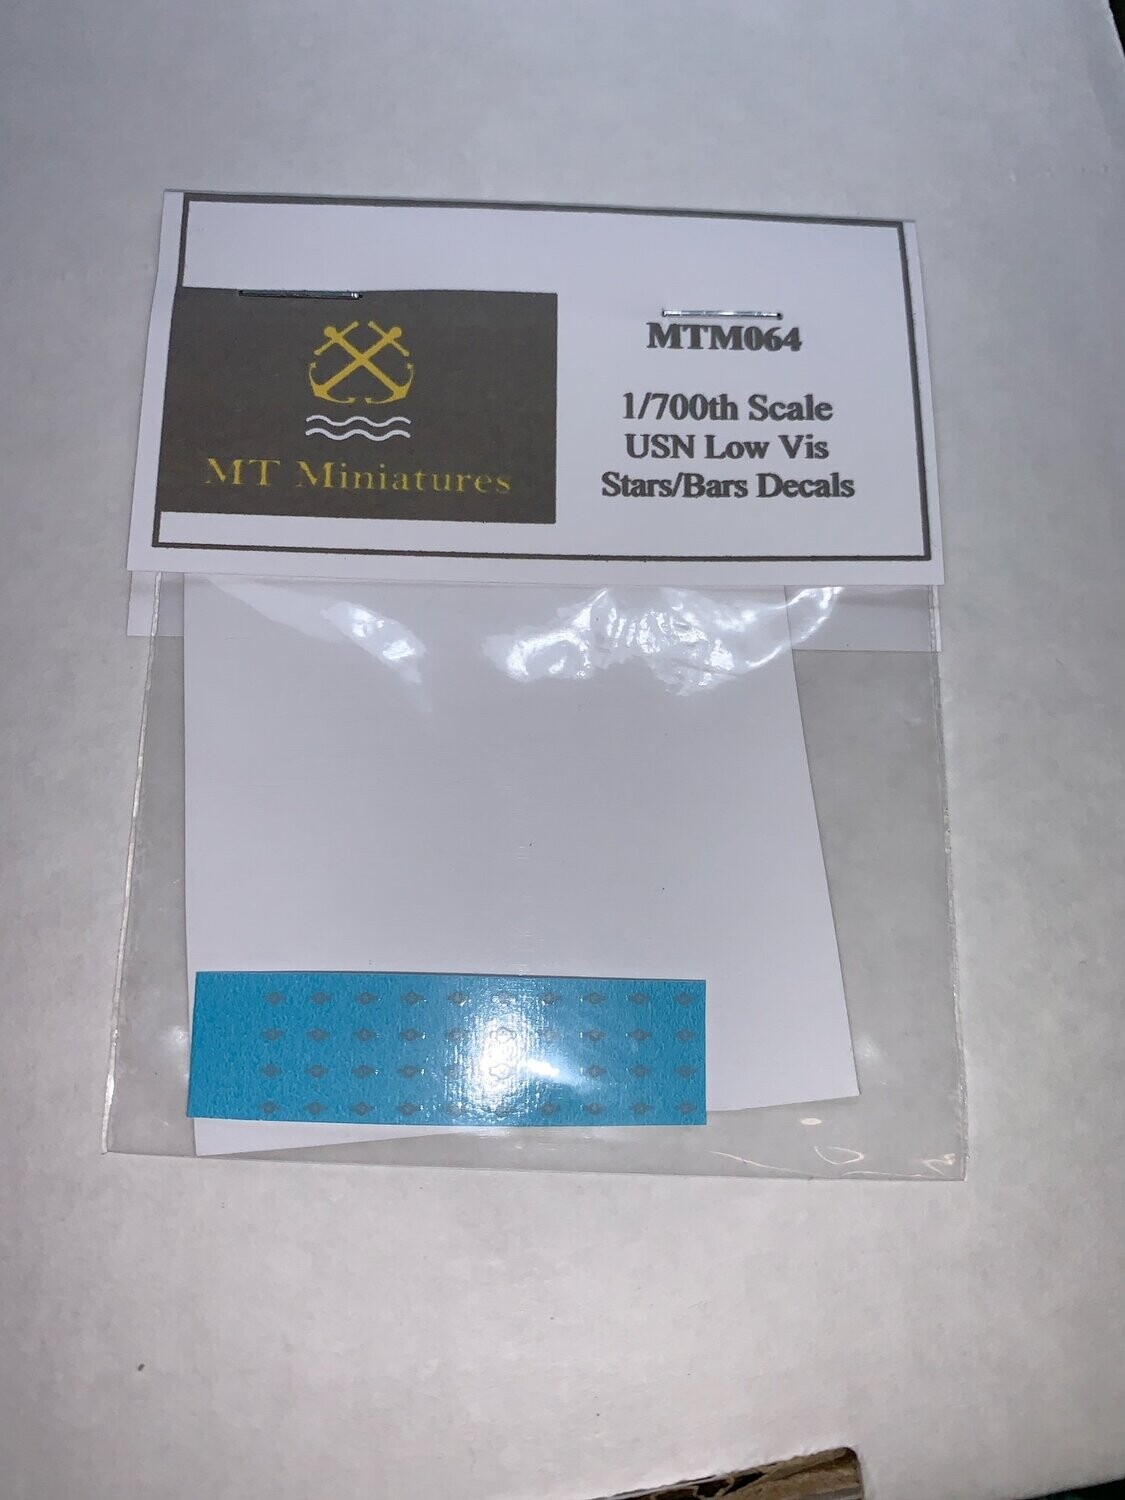 MT Miniatures
MTM064
1/700th Scale
USN Low Vis
Stars/Bars Decals